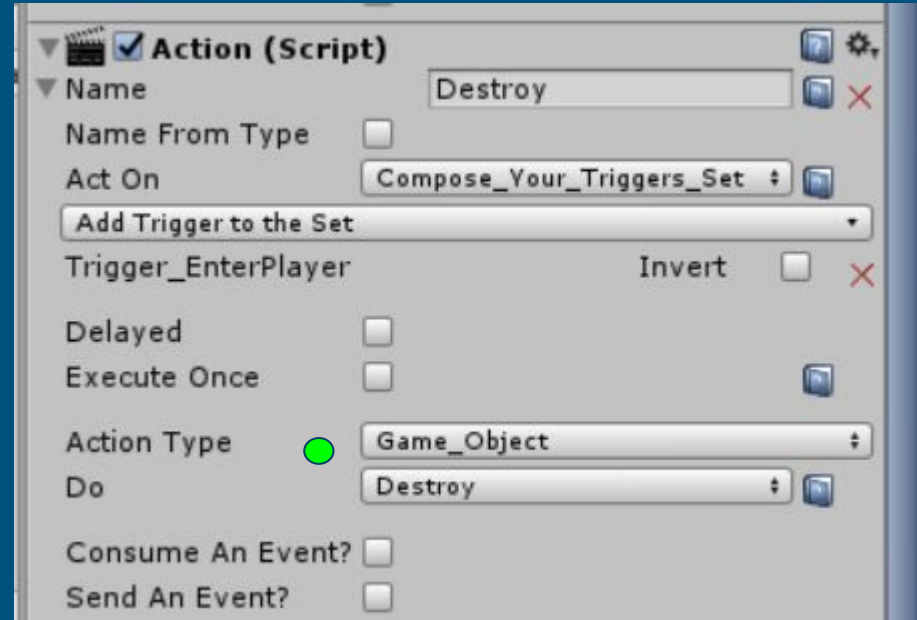 Action (Script)
Name Destroy
Name From Type
Act On Compose_Your_Triggers_Set
Add Trigger to the Set
Trigger_EnterPlayer Invert
Delayed
Execute Once
Action Type Game_Object
Do Destroy
Consume An Event?
Send An Event?